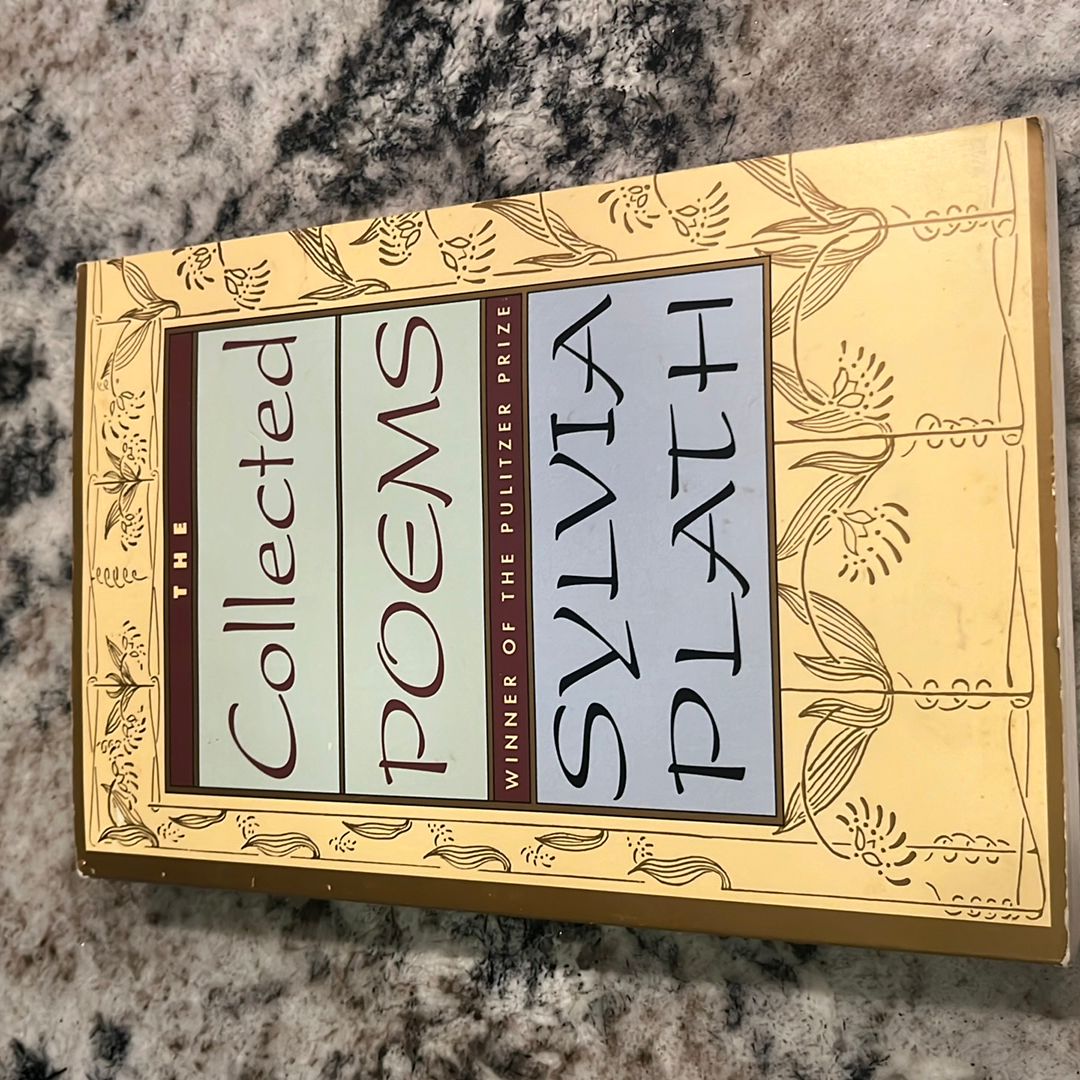 THE
Collected
POEMS
WINNER OF THE PULITZER PRIZE
SYLVIA
PLATH